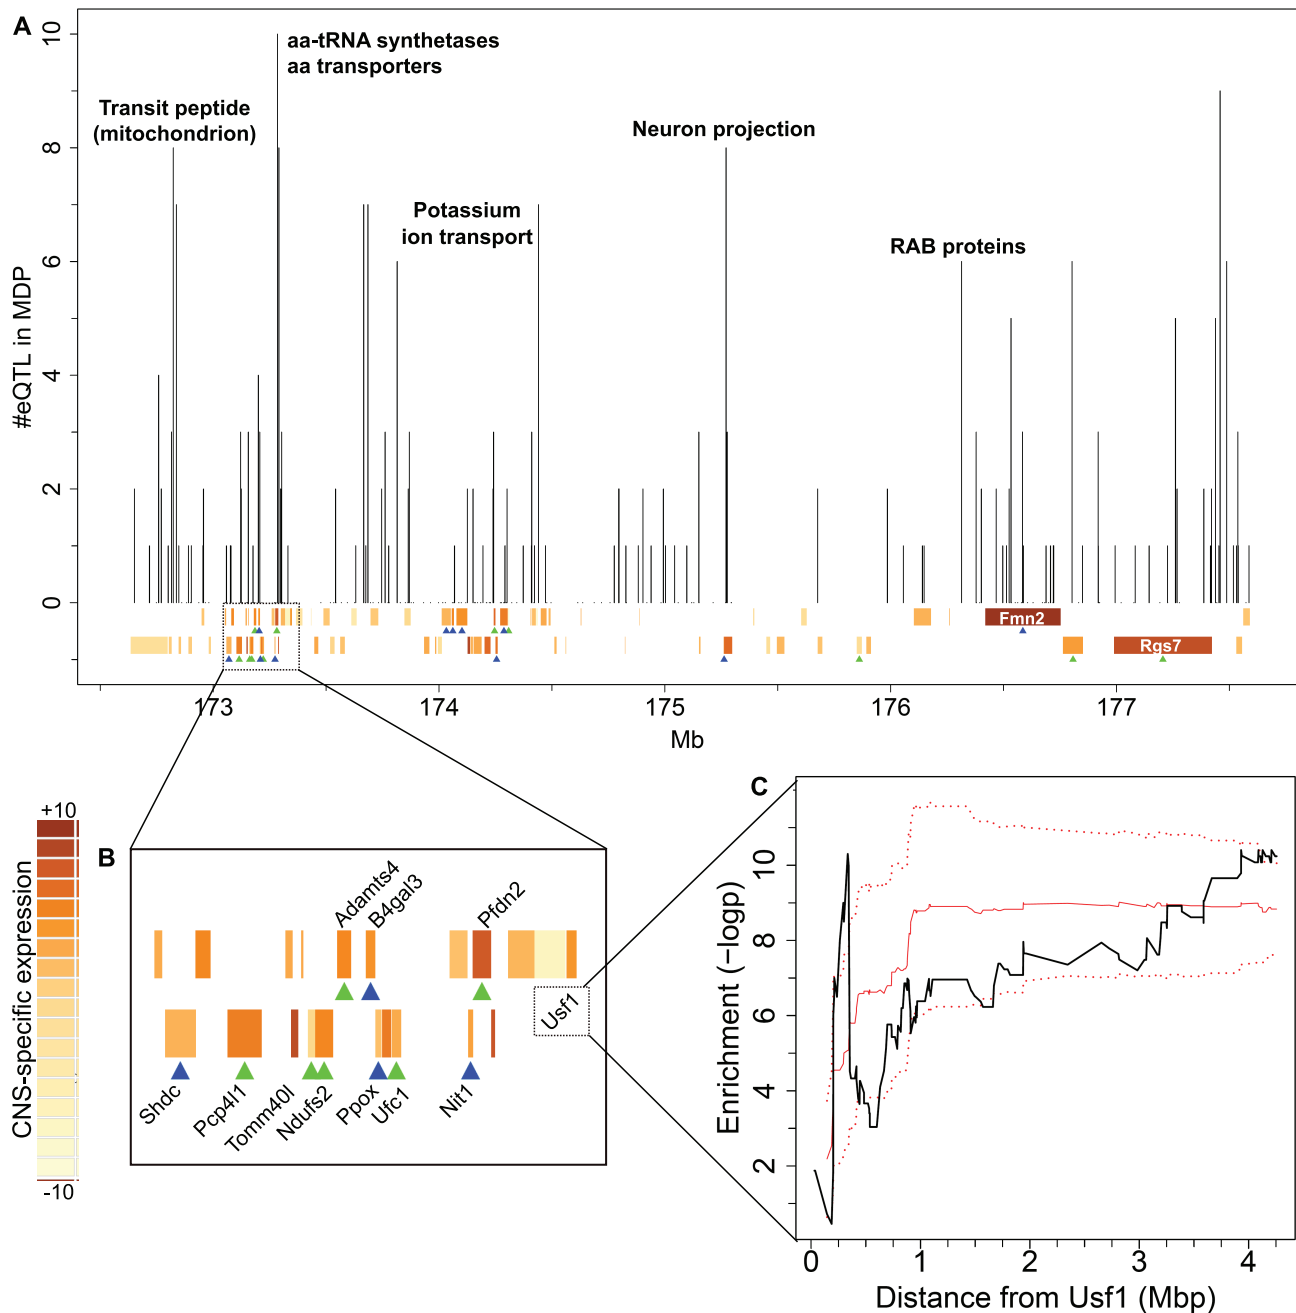 A
aa-tRNA synthetases
aa transporters
Transit peptide
(mitochondrion)
Neuron projection
Potassium
ion transport
RAB proteins
#eQTL in MDP
10
8
6
4
2
0
Fmn2
Rgs7
173
174
175
176
177
Mb
+10
CNS-specific expression
-10
B
Adamts4
B4gal3
Pfdn2
Usf1
Shdc
Pcp4l1
Tomm40l
Ndufs2
Ppox
Ufc1
Nit1
C
Enrichment (−logp)
10
8
6
4
2
0
1
2
3
4
Distance from Usf1 (Mbp)